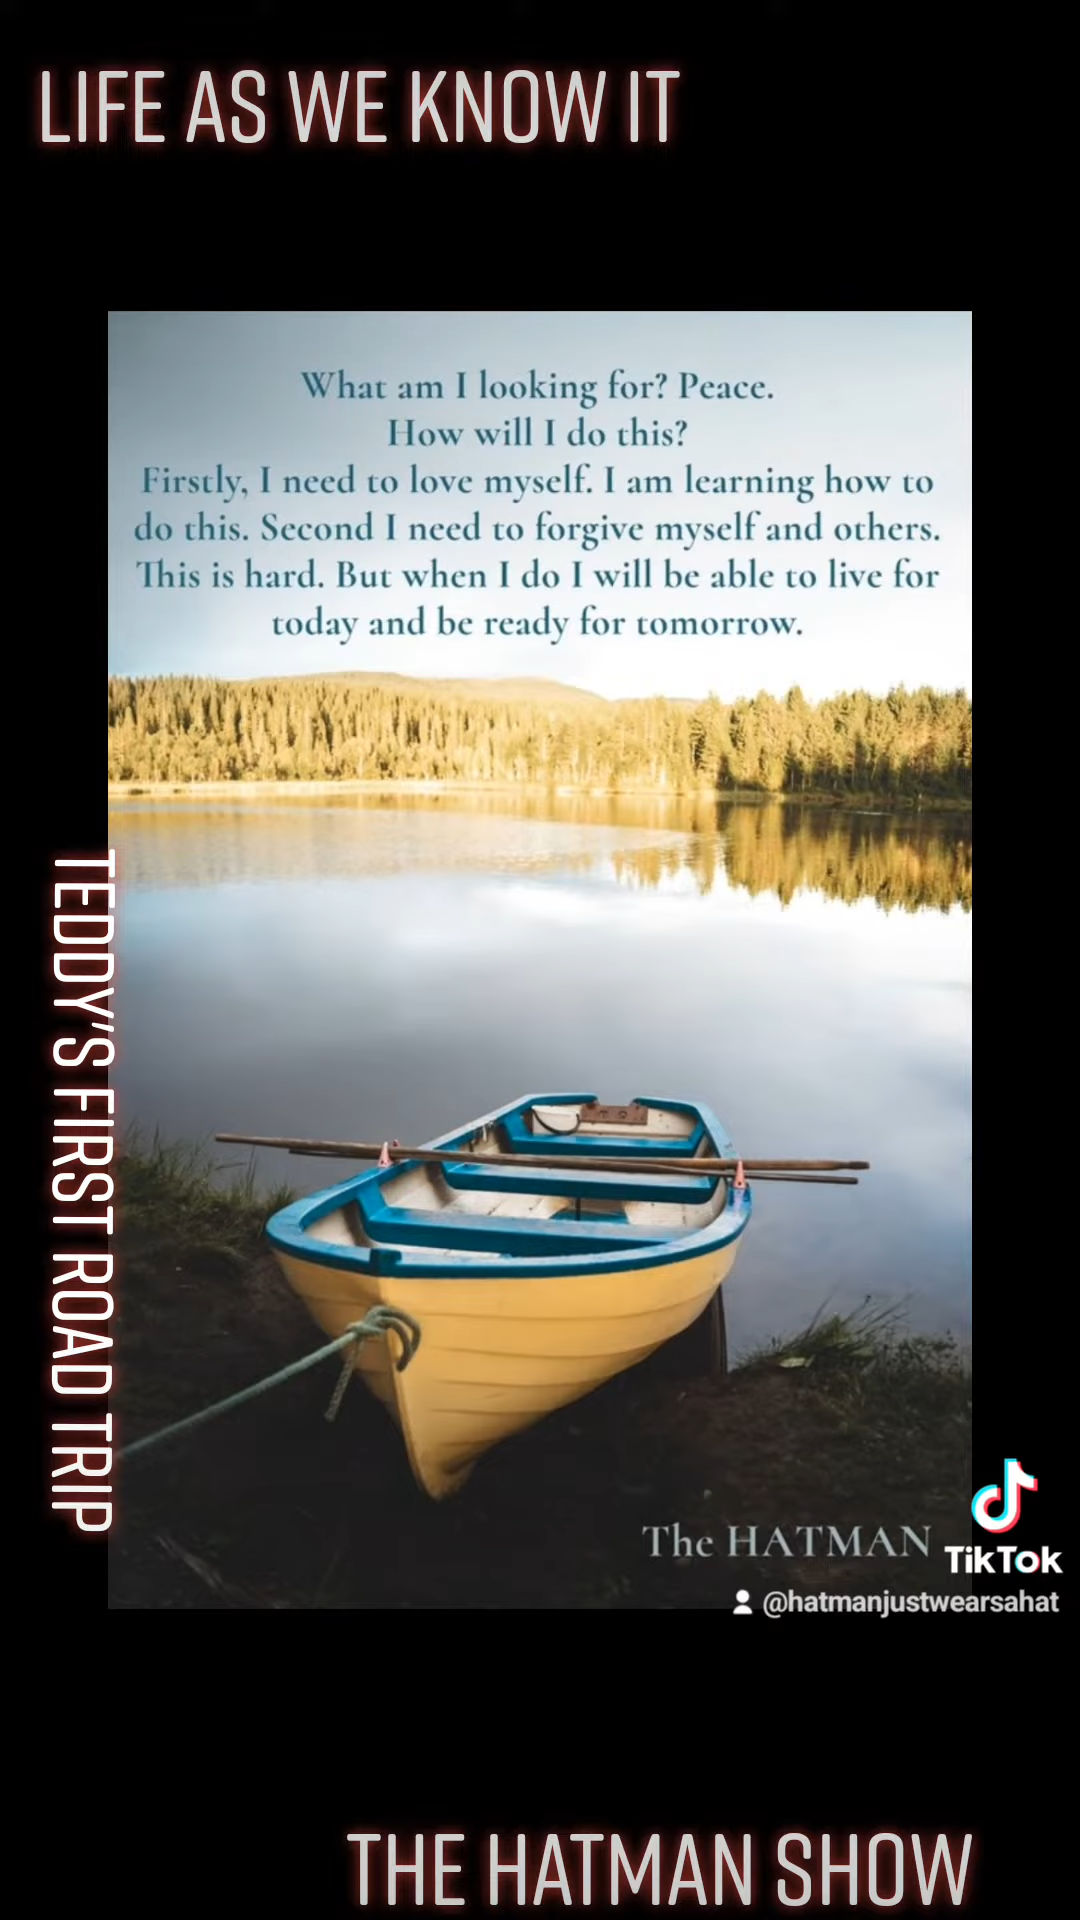 LIFE AS WE KNOW IT
What am I looking for? Peace.
How will I do this?
Firstly, I need to love myself. I am learning how to
do this. Second I need to forgive myself and others.
This is hard. But when I do I will be able to live for
today and be ready for tomorrow.
TEDDY'S FIRST ROAD TRIP
The HATMAN
TikTok
@hatmanjustwearsahat
THE HATMAN SHOW